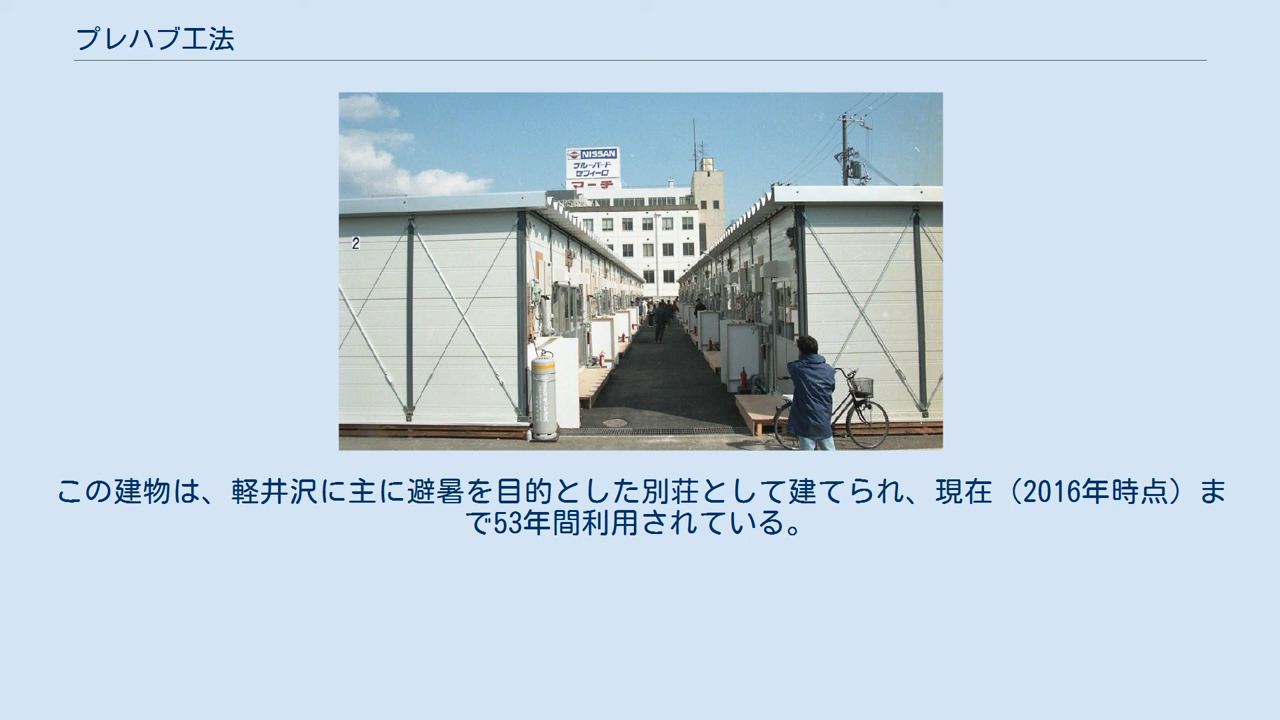 プレハブ工法
NISSAN
ブルーバード
セフィーロ
マーチ
2
この建物は、軽井沢に主に避暑を目的とした別荘として建てられ、現在（2016年時点）ま
で53年間利用されている。